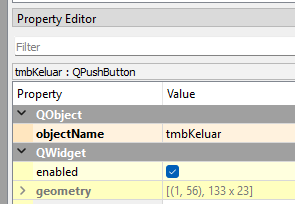 Property Editor
Filter
tmbKeluar : QPushButton
Property Value
QObject
objectName tmbKeluar
QWidget
enabled
geometry [(1, 56), 133 x 23]